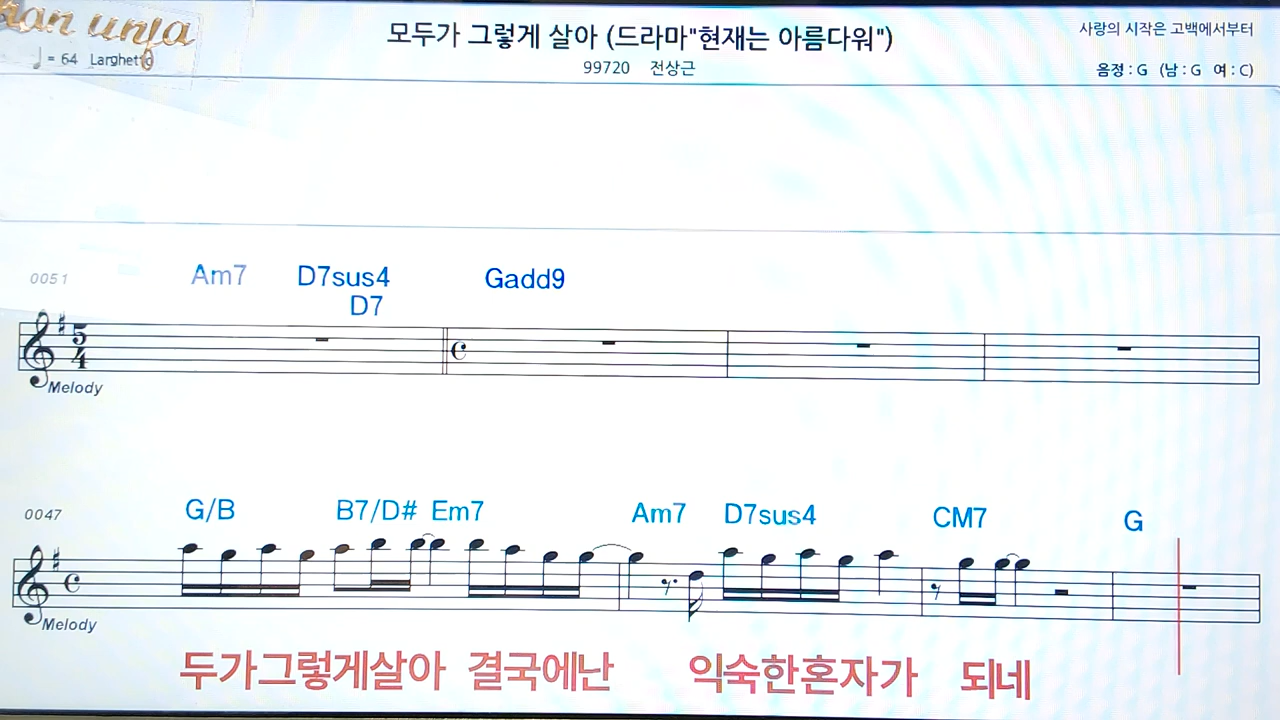 모두가 그렇게 살아 (드라마"현재는 아름다워")
사랑의 시작은 고백에서부터
♩ = 64 Larghetto
99720 전상근
음정 : G (남 : G 여 : C)
0051 Am7 D7sus4 Gadd9
D7
5
4
Melody
0047 G/B B7/D# Em7 Am7 D7sus4 CM7 G
Melody
두가그렇게살아 결국에난 익숙한혼자가 되네